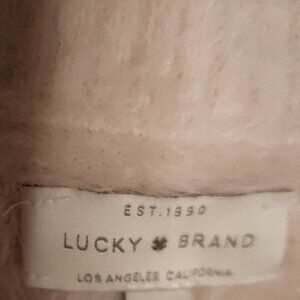 EST.1990
LUCKY BRAND
LOS ANGELES CALIFORNIA